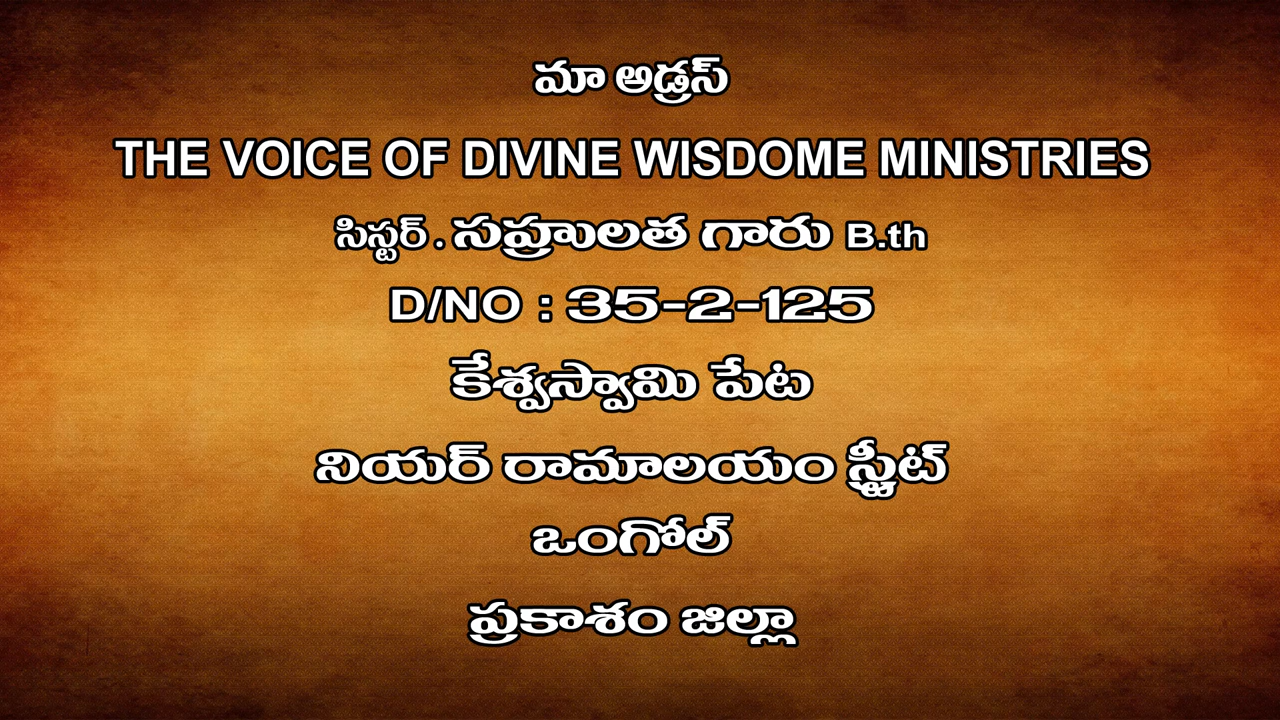 మా అడ్రస్
THE VOICE OF DIVINE WISDOME MINISTRIES
సిస్టర్ . సహ్రులత గారు B.th
D/NO : 35-2-125
కేశ్వస్వామి పేట
నియర్ రామాలయం స్ట్రీట్
ఒంగోల్
ప్రకాశం జిల్లా